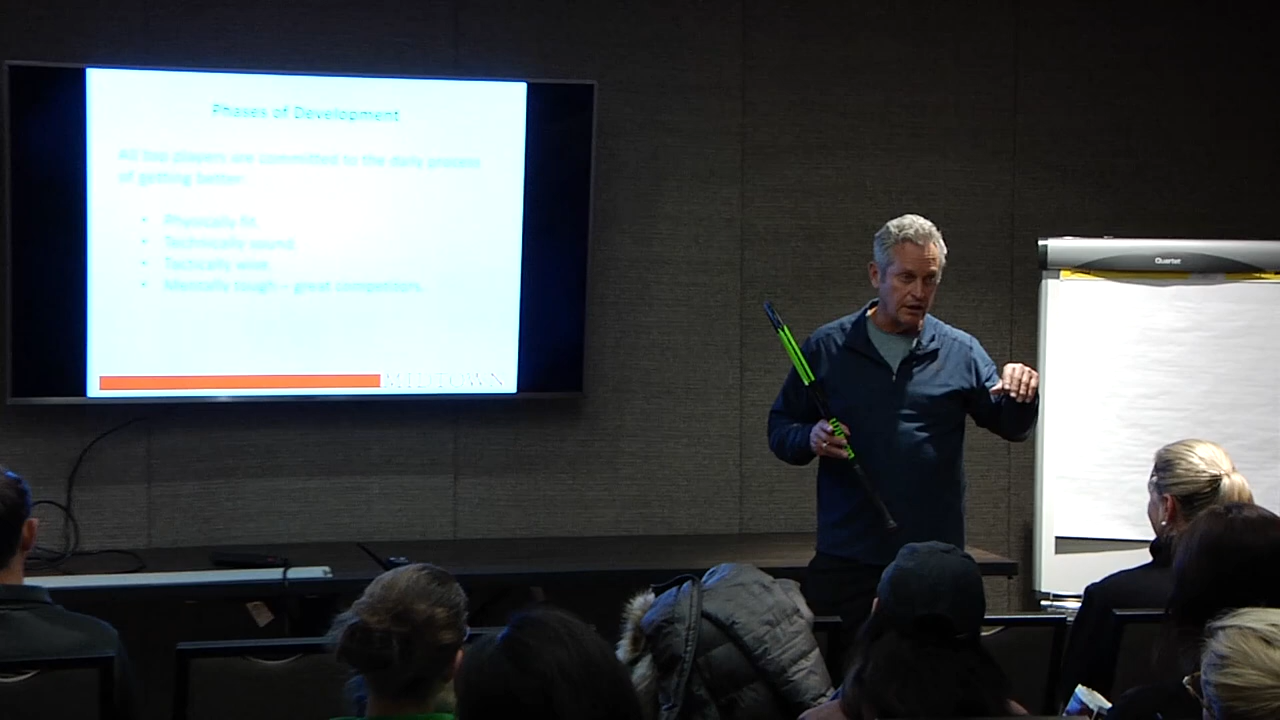 Phases of Development
All top players are committed to the daily process
of getting better:
• Physically fit.
• Technically sound.
• Tactically wise.
• Mentally tough – great competitors.
MIDTOWN
Quartet